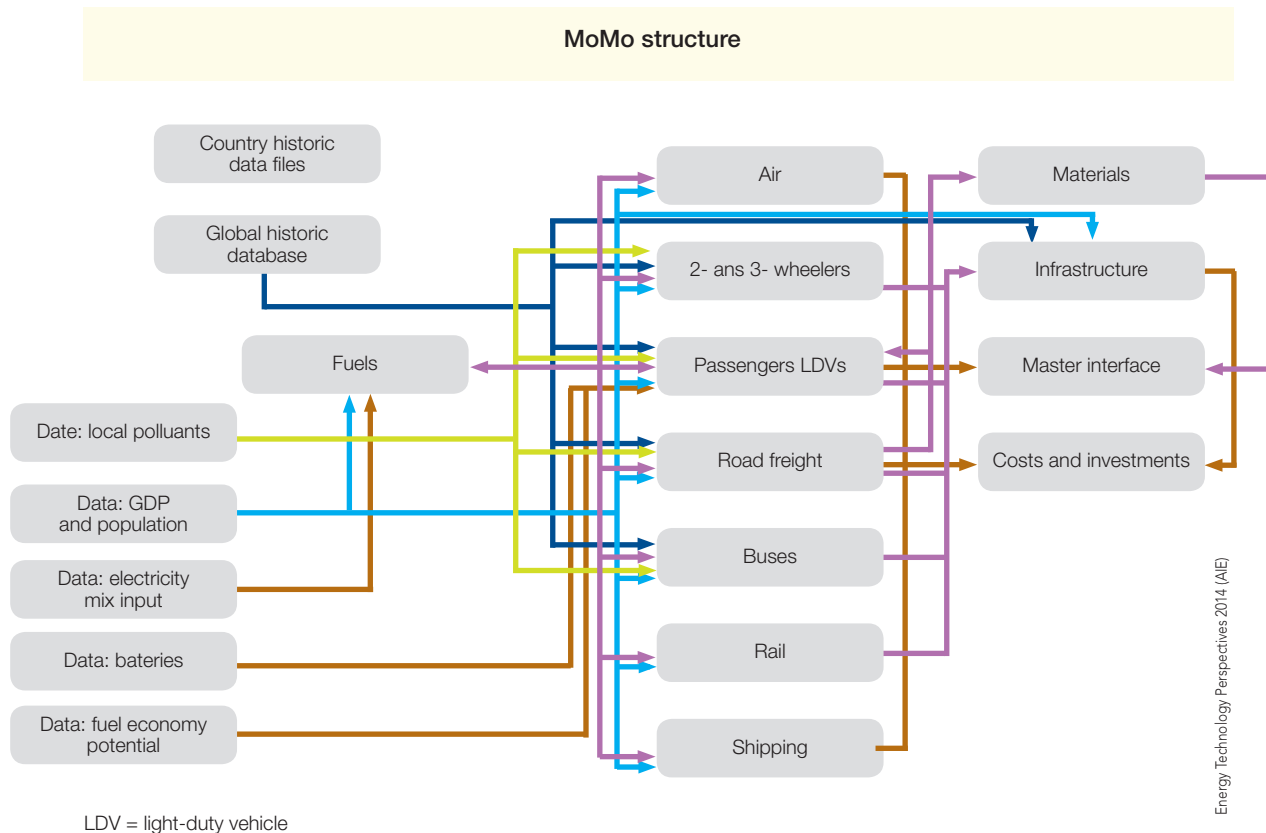 MoMo structure
Country historic
data files
Global historic
database
Fuels
Date: local polluants
Data: GDP
and population
Data: electricity
mix input
Data: bateries
Data: fuel economy
potential
Air
2- ans 3- wheelers
Passengers LDVs
Road freight
Buses
Rail
Shipping
Materials
Infrastructure
Master interface
Costs and investments
Energy Technology Perspectives 2014 (AIE)
LDV = light-duty vehicle